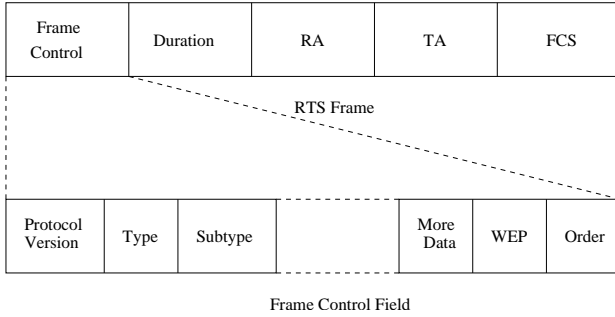 Frame
Control
Duration
RA
TA
FCS
RTS Frame
Protocol
Version
Type
Subtype
More
Data
WEP
Order
Frame Control Field